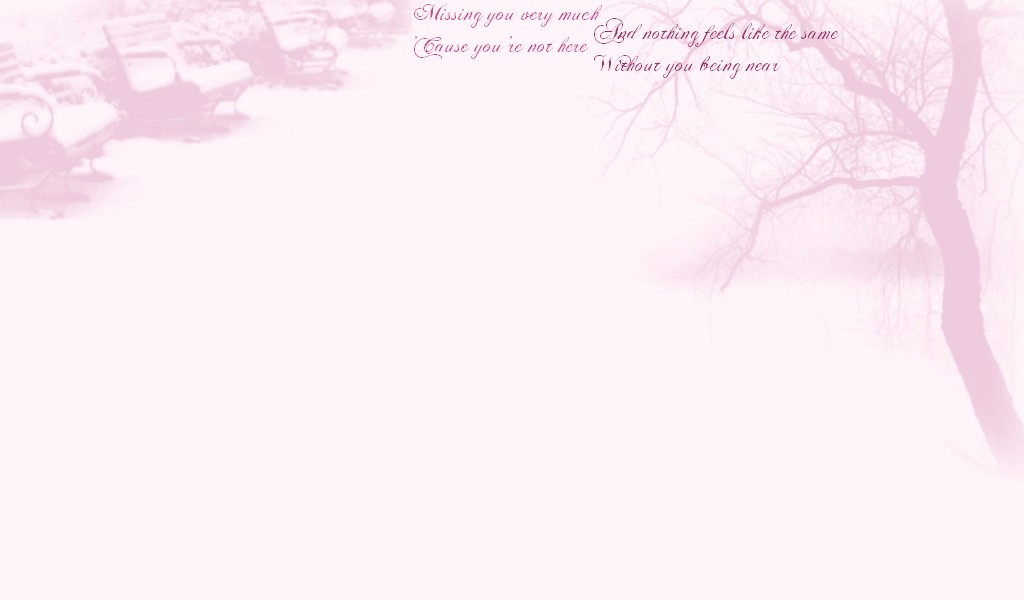 Missing you very much
'Cause you're not here
And nothing feels like the same
Without you being near